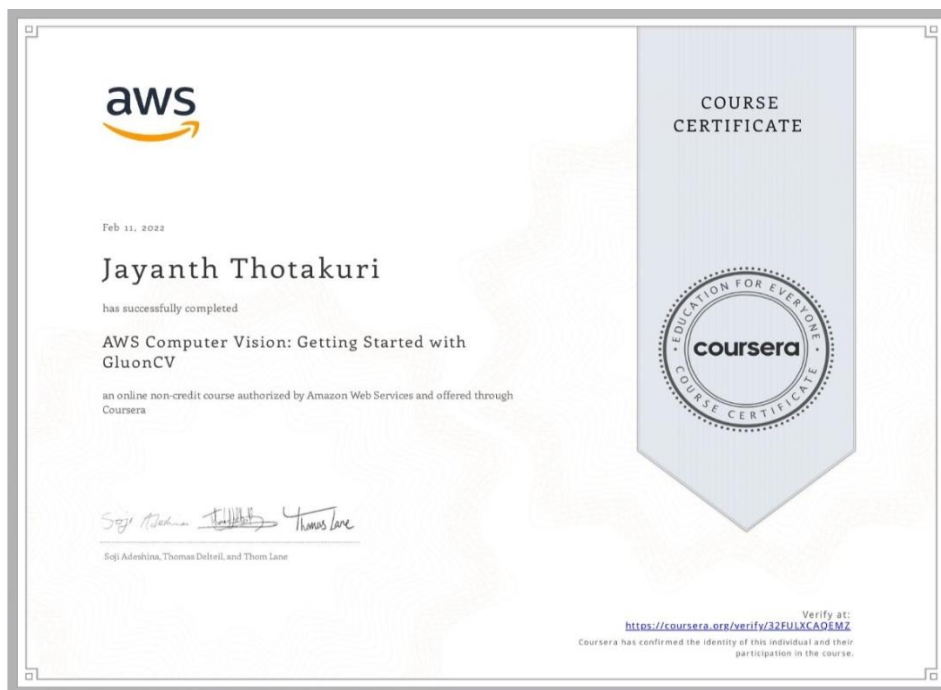 aws
COURSE
CERTIFICATE
Feb 11, 2022
Jayanth Thotakuri
has successfully completed
AWS Computer Vision: Getting Started with
GluonCV
an online non-credit course authorized by Amazon Web Services and offered through
Coursera
EDUCATION FOR EVERYONE
coursera
COURSE CERTIFICATE
Soji Adeshina, Thomas Delteil, and Thom Lane
Thomas Lane
Verify at:
https://coursera.org/verify/32FULXCAQEMZ
Coursera has confirmed the identity of this individual and their
participation in the course.